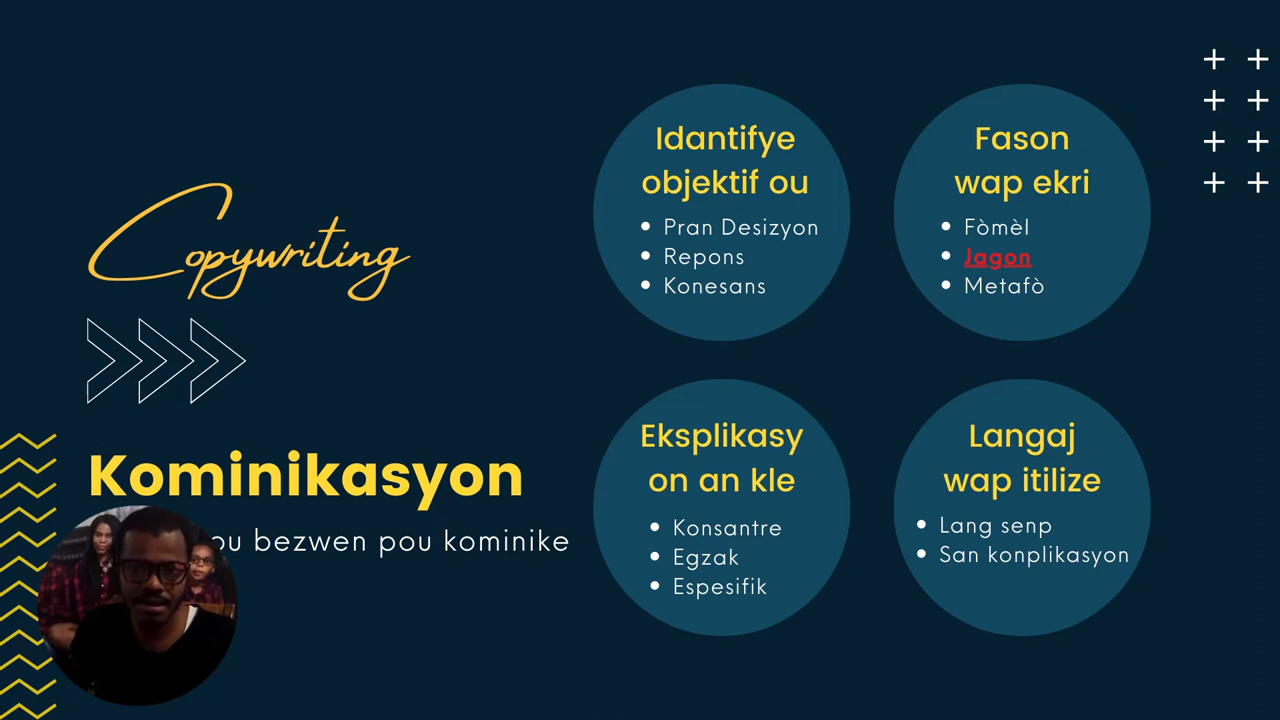 Copywriting
Kominikasyon
ou bezwen pou kominike
Idantifye
objektif ou
Pran Desizyon
Repons
Konesans
Fason
wap ekri
Fòmèl
Jagon
Metafò
Eksplikasy
on an kle
Konsantre
Egzak
Espesifik
Langaj
wap itilize
Lang senp
San konplikasyon